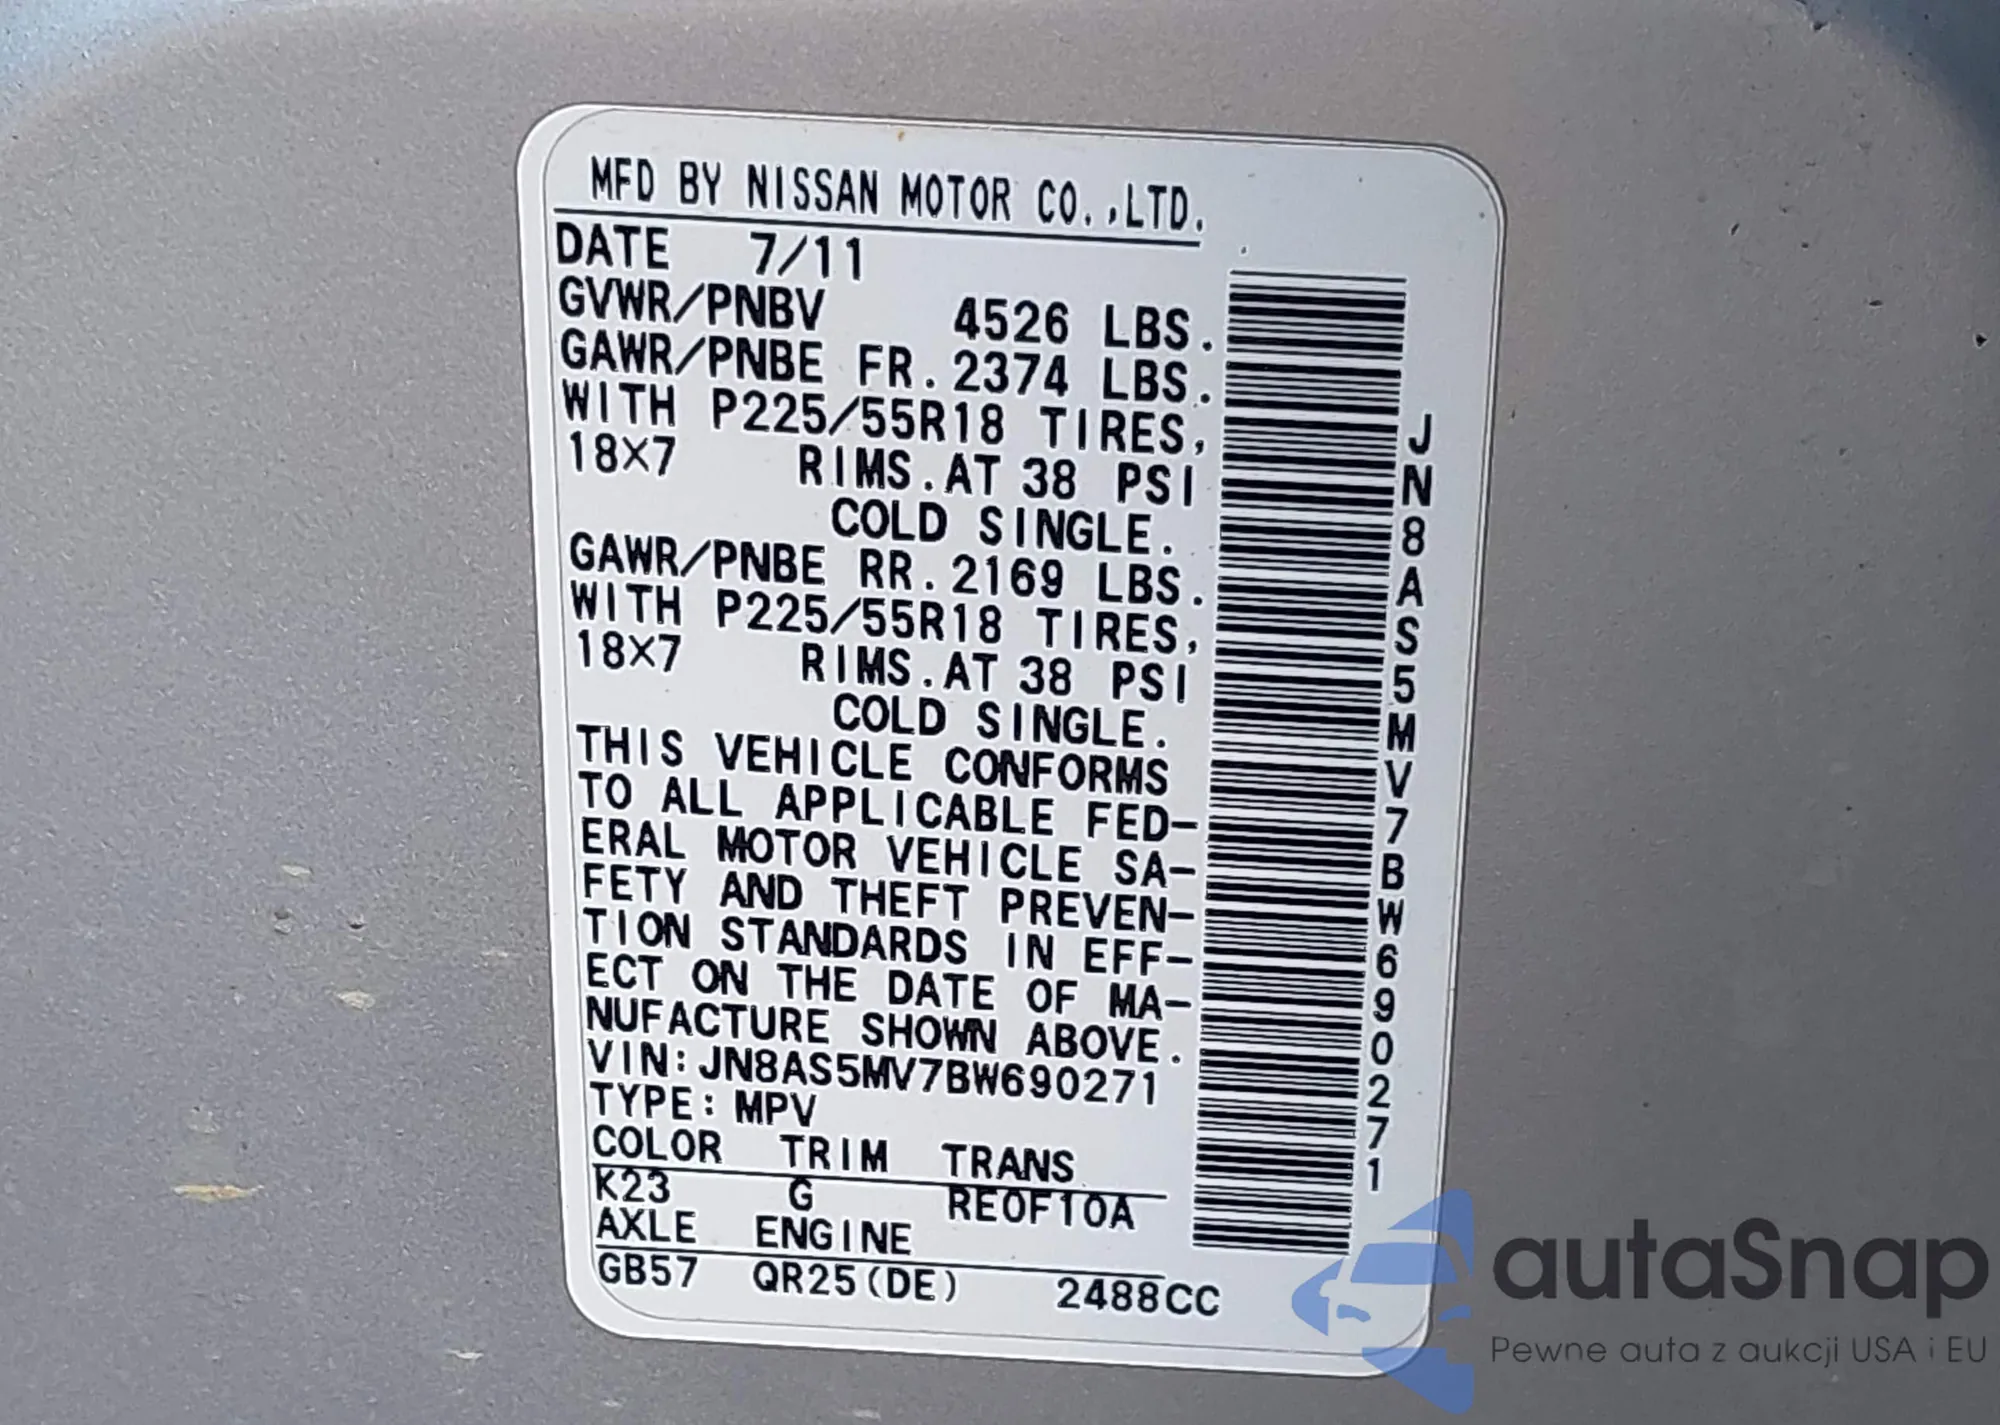 MFD BY NISSAN MOTOR CO.,LTD.
DATE 7/11
GVWR/PNBV 4526 LBS.
GAWR/PNBE FR.2374 LBS.
WITH P225/55R18 TIRES,
18×7 RIMS.AT 38 PSI
COLD SINGLE.
GAWR/PNBE RR.2169 LBS.
WITH P225/55R18 TIRES,
18×7 RIMS.AT 38 PSI
COLD SINGLE.
THIS VEHICLE CONFORMS
TO ALL APPLICABLE FED-
ERAL MOTOR VEHICLE SA-
FETY AND THEFT PREVEN-
TION STANDARDS IN EFF-
ECT ON THE DATE OF MA-
NUFACTURE SHOWN ABOVE.
VIN:JN8AS5MV7BW690271
TYPE:MPV
COLOR TRIM TRANS
K23 G RE0F10A
AXLE ENGINE
GB57 QR25(DE) 2488CC
JN8AS5MV7BW690271
autaSnap
Pewne auta z aukcji USA i EU